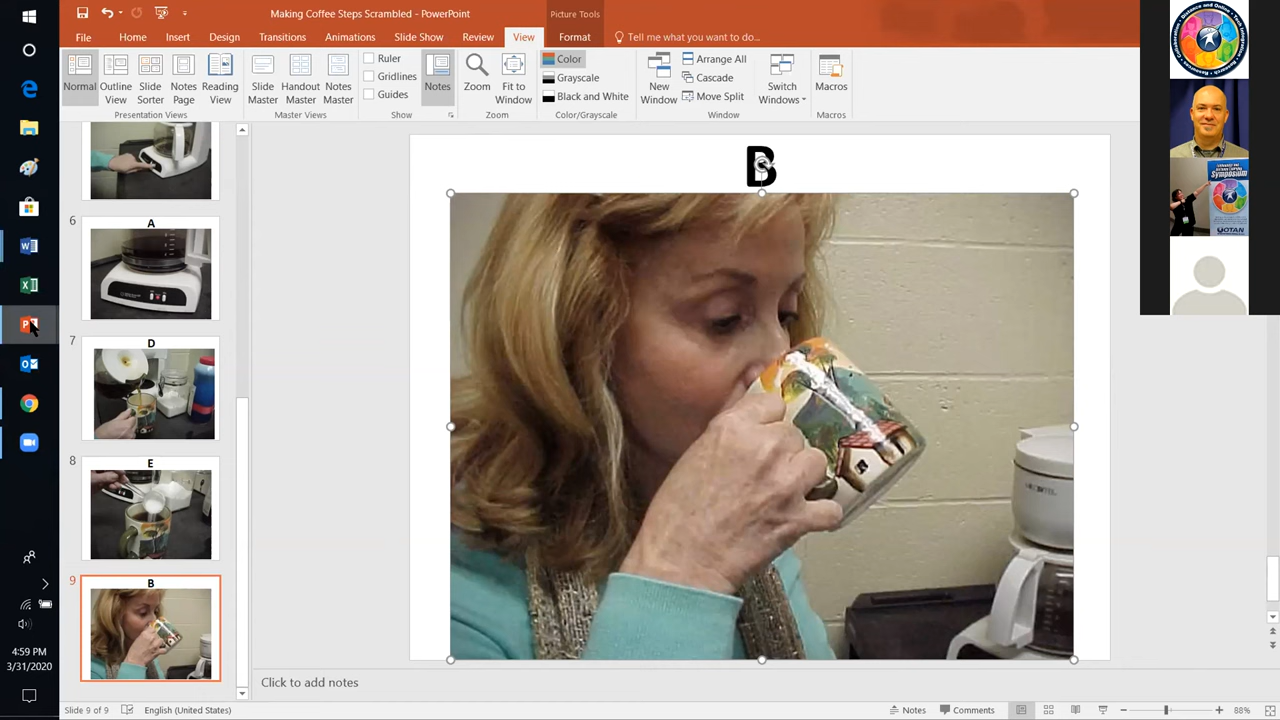 Making Coffee Steps Scrambled - PowerPoint
Picture Tools
File Home Insert Design Transitions Animations Slide Show Review View Format Tell me what you want to do...
Normal
Outline View
Slide Sorter
Notes Page
Reading View
Presentation Views
Slide Master
Handout Master
Notes Master
Master Views
Ruler
Gridlines
Guides
Show
Notes
Zoom
Fit to Window
Zoom
Color
Grayscale
Black and White
Color/Grayscale
New Window
Arrange All
Cascade
Move Split
Window
Switch Windows
Macros
Macros
6
A
7
D
8
E
9
B
B
Click to add notes
Slide 9 of 9
English (United States)
Notes
Comments
88%
4:59 PM
3/31/2020
Symposium
OTAN